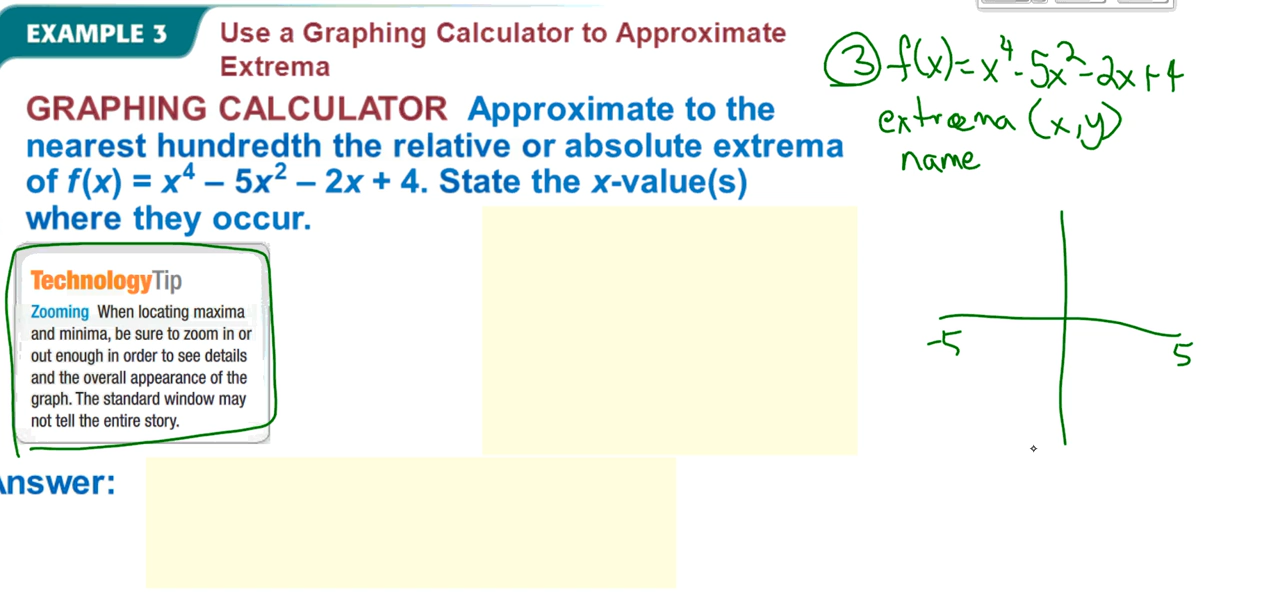 EXAMPLE 3
Use a Graphing Calculator to Approximate
Extrema
GRAPHING CALCULATOR Approximate to the
nearest hundredth the relative or absolute extrema
of f(x) = x⁴ – 5x² – 2x + 4. State the x-value(s)
where they occur.
TechnologyTip
Zooming When locating maxima
and minima, be sure to zoom in or
out enough in order to see details
and the overall appearance of the
graph. The standard window may
not tell the entire story.
Answer:
③ f(x)=x⁴-5x²-2x+4
extrema (x,y)
name
-5
5